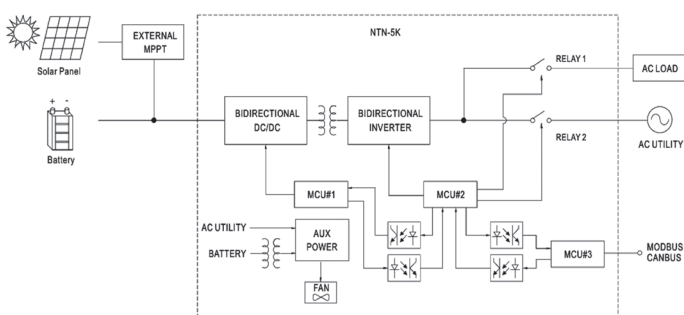 NTN-5K
EXTERNAL
MPPT
Solar Panel
RELAY 1
AC LOAD
+ -
Battery
BIDIRECTIONAL
DC/DC
BIDIRECTIONAL
INVERTER
RELAY 2
AC UTILITY
MCU#1
MCU#2
AC UTILITY
BATTERY
AUX
POWER
FAN
MCU#3
MODBUS
CANBUS